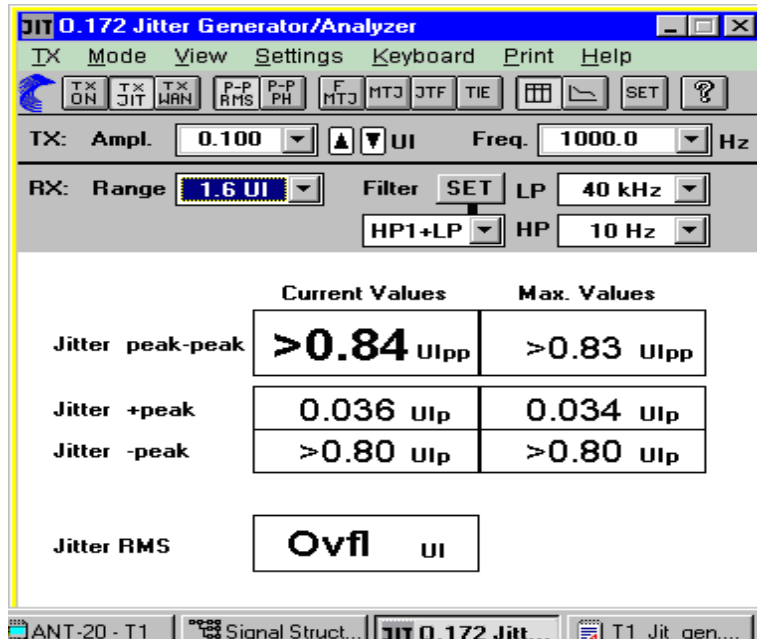 JIT O.172 Jitter Generator/Analyzer
TX Mode View Settings Keyboard Print Help
TX ON TX JIT TX WAN P-P RMS P-P PH F MTJ MTJ JTF TIE SET ?
TX: Ampl. 0.100 UI Freq. 1000.0 Hz
RX: Range 1.6 UI Filter SET LP 40 kHz
HP1+LP HP 10 Hz
Current Values Max. Values
Jitter peak-peak >0.84 UIpp >0.83 UIpp
Jitter +peak 0.036 UIp 0.034 UIp
Jitter -peak >0.80 UIp >0.80 UIp
Jitter RMS Ovfl UI
ANT-20 - T1 Signal Struct... JIT O.172 Jitt... T1_Jit_gen....